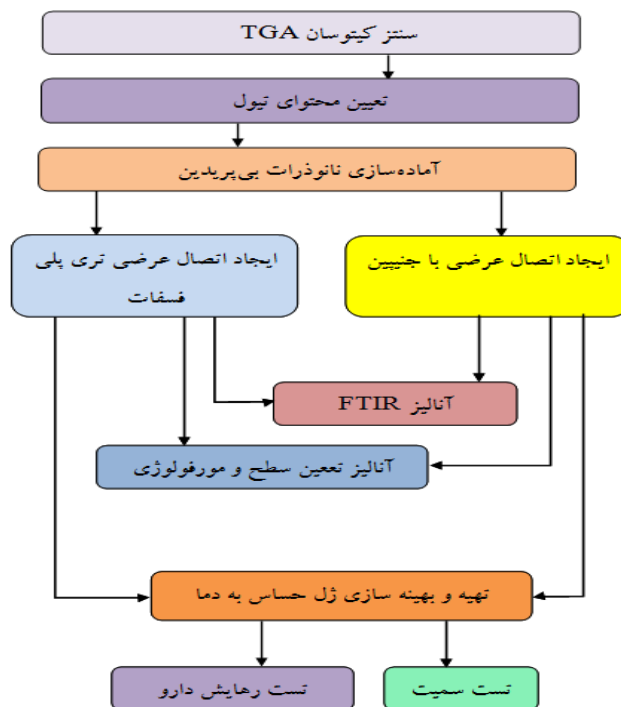 سنتز کیتوسان TGA
تعیین محتوای تیول
آماده‌سازی نانوذرات بی‌پریدین
ایجاد اتصال عرضی با جنیپین
ایجاد اتصال عرضی تری پلی
فسفات
آنالیز FTIR
آنالیز تععین سطح و مورفولوژی
تهیه و بهینه سازی ژل حساس به دما
تست سمیت
تست رهایش دارو